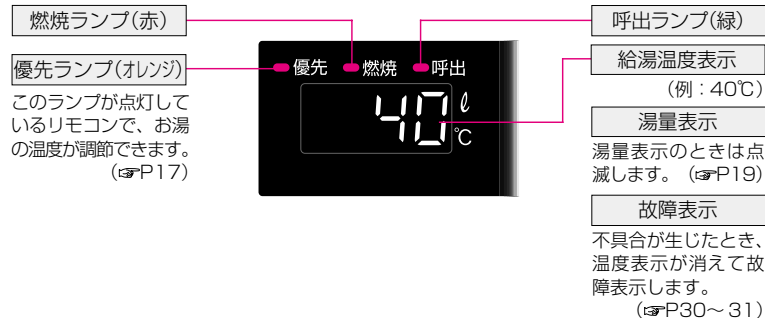 燃焼ランプ(赤)
優先ランプ(オレンジ)
このランプが点灯して
いるリモコンで、お湯
の温度が調節できます。
(☞P17)
優先 燃焼 呼出
40 ℓ
℃
呼出ランプ(緑)
給湯温度表示
(例：40℃)
湯量表示
湯量表示のときは点
滅します。(☞P19)
故障表示
不具合が生じたとき、
温度表示が消えて故
障表示します。
(☞P30～31)